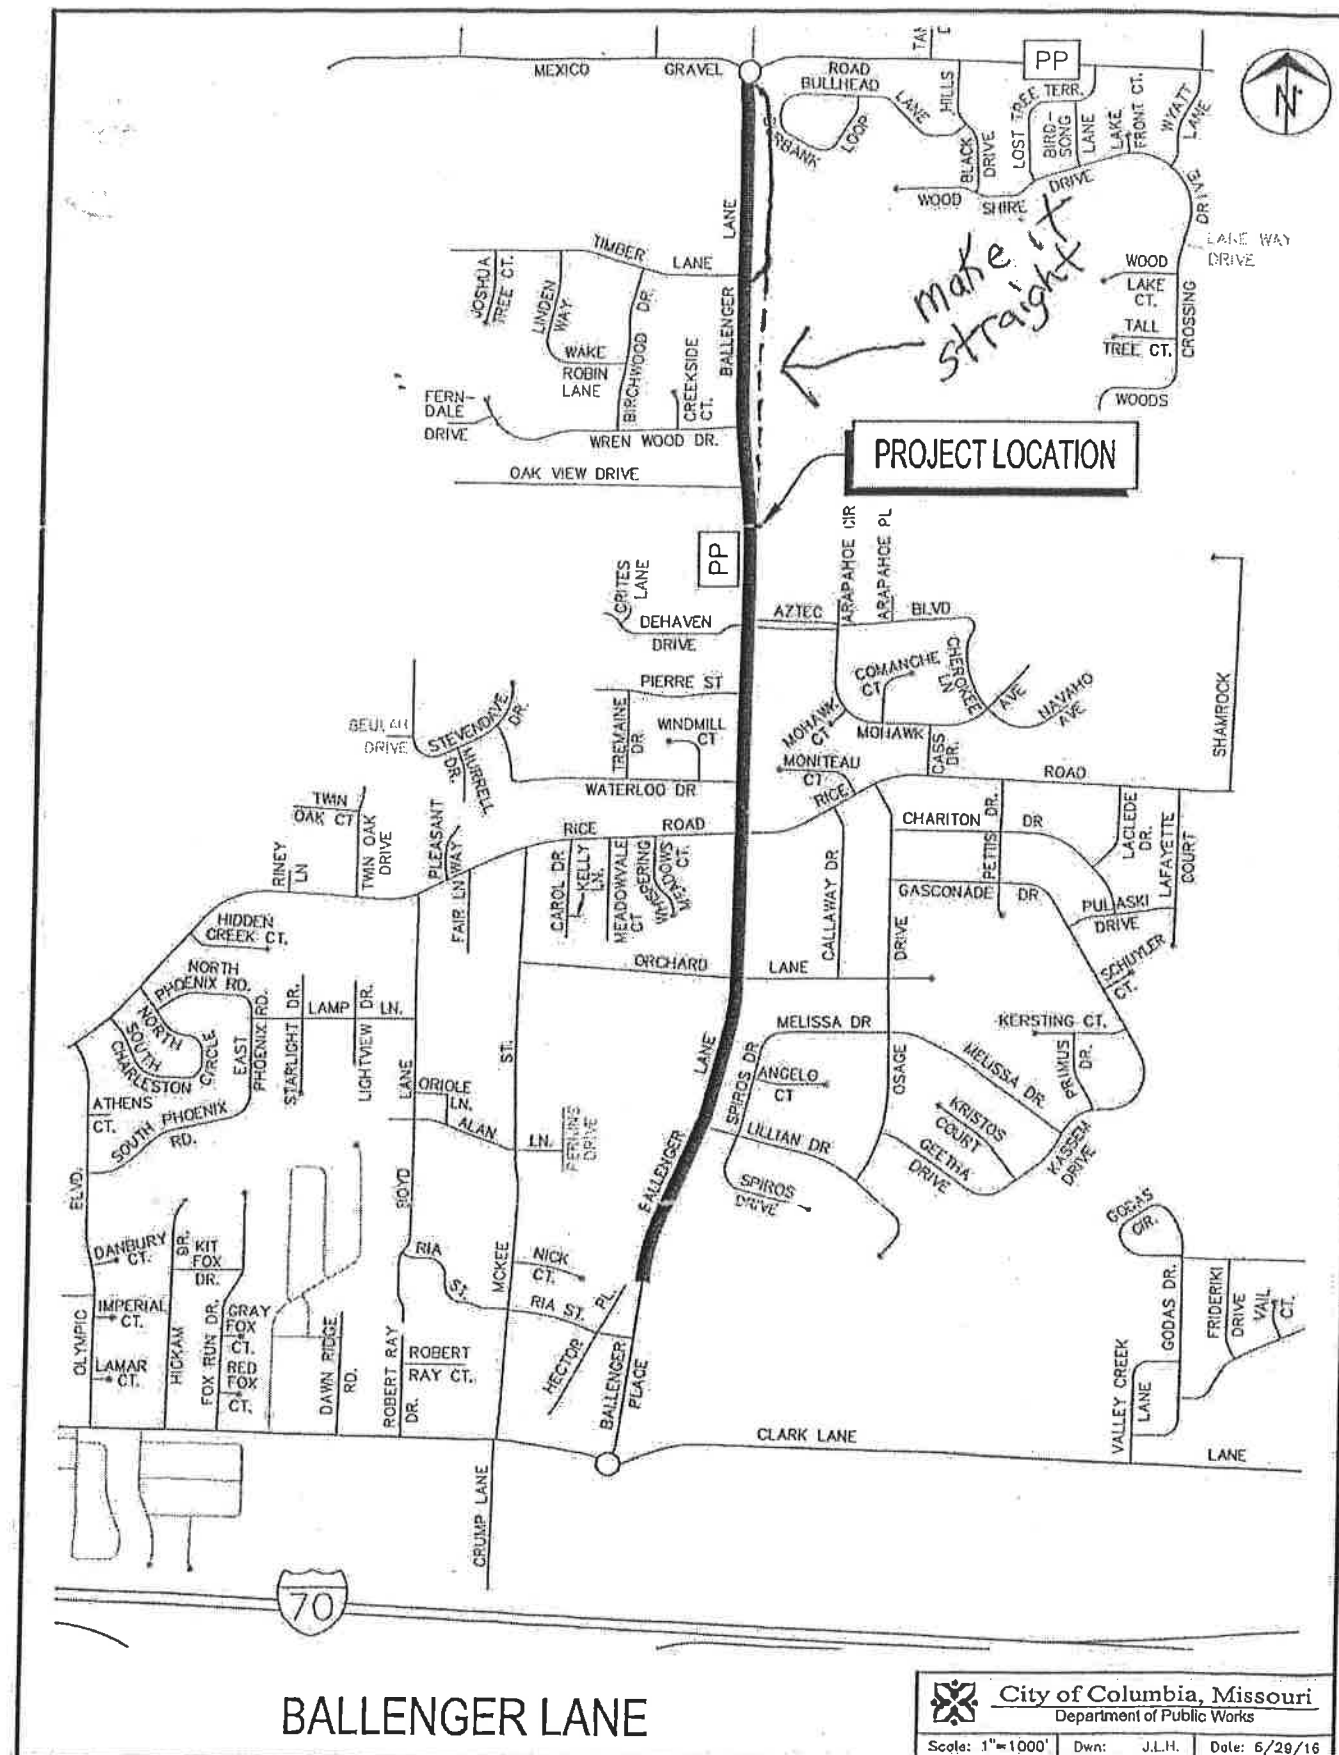 TAN
E
MEXICO
GRAVEL
ROAD
PP
BULLHEAD
LANE
HILLS
LOST TREE TERR.
BIRD-
SONG
LANE
LAKE
FRONT CT.
WYATT
LANE
N
LOOP
BLACK
DRIVE
WOOD
SHIRE
DRIVE
DRIVE
LAKE WAY
DRIVE
make it
straight
TIMBER
LANE
BALLENGER
LANE
JOSHUA
TREE CT.
LINDEN
WAY
BIRCHWOOD
DR.
WAKE
ROBIN
LANE
CREEKSIDE
CT.
WOOD
LAKE
CT.
TALL
TREE CT.
CROSSING
WOODS
FERN-
DALE
DRIVE
WREN WOOD DR.
OAK VIEW DRIVE
PROJECT LOCATION
PP
CRITES
LANE
DEHAVEN
DRIVE
AZTEC
BLVD
ARAPAHOE CIR
ARAPAHOE PL
COMANCHE
CT
CHEROKEE
LN
AVE
NAVAHO
AVE
SHAMROCK
PIERRE ST
TREMAINE
DR
WINDMILL
CT
MOHAWK
CT
MOHAWK
CASS
DR.
MONITEAU
CT
BEULAH
DRIVE
STEVENDAVE
DR.
MURRELL
DR.
WATERLOO DR
RICE
ROAD
TWIN
OAK CT
TWIN OAK
DRIVE
PLEASANT
WAY
FAIR LN
RINEY
LN
RICE
ROAD
CAROL DR
KELLY
LN.
MEADOWVALE
CT
WHISPERING
MEADOWS
CT.
CALLAWAY DR
CHARITON
DR
PETTIS
DR.
LACLEDE
DR.
LAFAYETTE
COURT
GASCONADE
DR
PULASKI
DRIVE
SCHUYLER
CT.
HIDDEN
CREEK CT.
ORCHARD
LANE
DRIVE
OSAGE
NORTH
PHOENIX RD.
NORTH
SOUTH
CHARLESTON
CIRCLE
EAST
PHOENIX RD.
STARLIGHT
DR.
LAMP
LN.
LIGHTVIEW
DR.
BOYD
LANE
ORIOLE
LN.
ALAN
LN.
PERKINS
DRIVE
MCKEE
ST.
BALLENGER
LANE
MELISSA DR
SPIROS DR
ANGELO
CT
LILLIAN DR
SPIROS
DRIVE
KERSTING CT.
MELISSA DR.
PRIMUS
DR.
KRISTOS
COURT
GEETHA
DRIVE
KASSEM
DRIVE
ATHENS
CT.
SOUTH PHOENIX
RD.
OLYMPIC
BLVD.
DANBURY
CT.
IMPERIAL
CT.
LAMAR
CT.
HICKAM
DR.
KIT
FOX
DR.
FOX RUN DR.
GRAY
FOX
CT.
RED
FOX
CT.
DAWN RIDGE
RD.
ROBERT RAY
DR.
ROBERT
RAY CT.
RIA
ST.
NICK
CT.
RIA ST.
HECTOR
PL.
BALLENGER
PLACE
GODAS
CIR.
GODAS DR.
FRIDERIKI
DRIVE
VAIL
CT.
VALLEY CREEK
LANE
CLARK LANE
LANE
CRUMP LANE
70
BALLENGER LANE
City of Columbia, Missouri
Department of Public Works
Scale: 1"=1000'
Dwn: J.L.H.
Date: 6/29/16